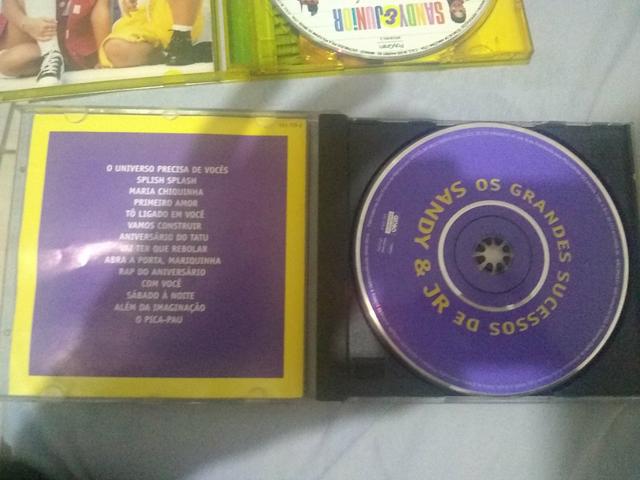 SANDY & JUNIOR
PolyGram
O UNIVERSO PRECISA DE VOCÊS
SPLISH SPLASH
MARIA CHIQUINHA
PRIMEIRO AMOR
TÔ LIGADO EM VOCÊ
VAMOS CONSTRUIR
ANIVERSÁRIO DO TATU
VAI TER QUE REBOLAR
ABRA A PORTA, MARIQUINHA
RAP DO ANIVERSÁRIO
COM VOCÊ
SÁBADO À NOITE
ALÉM DA IMAGINAÇÃO
O PICA-PAU
OS GRANDES SUCESSOS DE
SANDY & JR